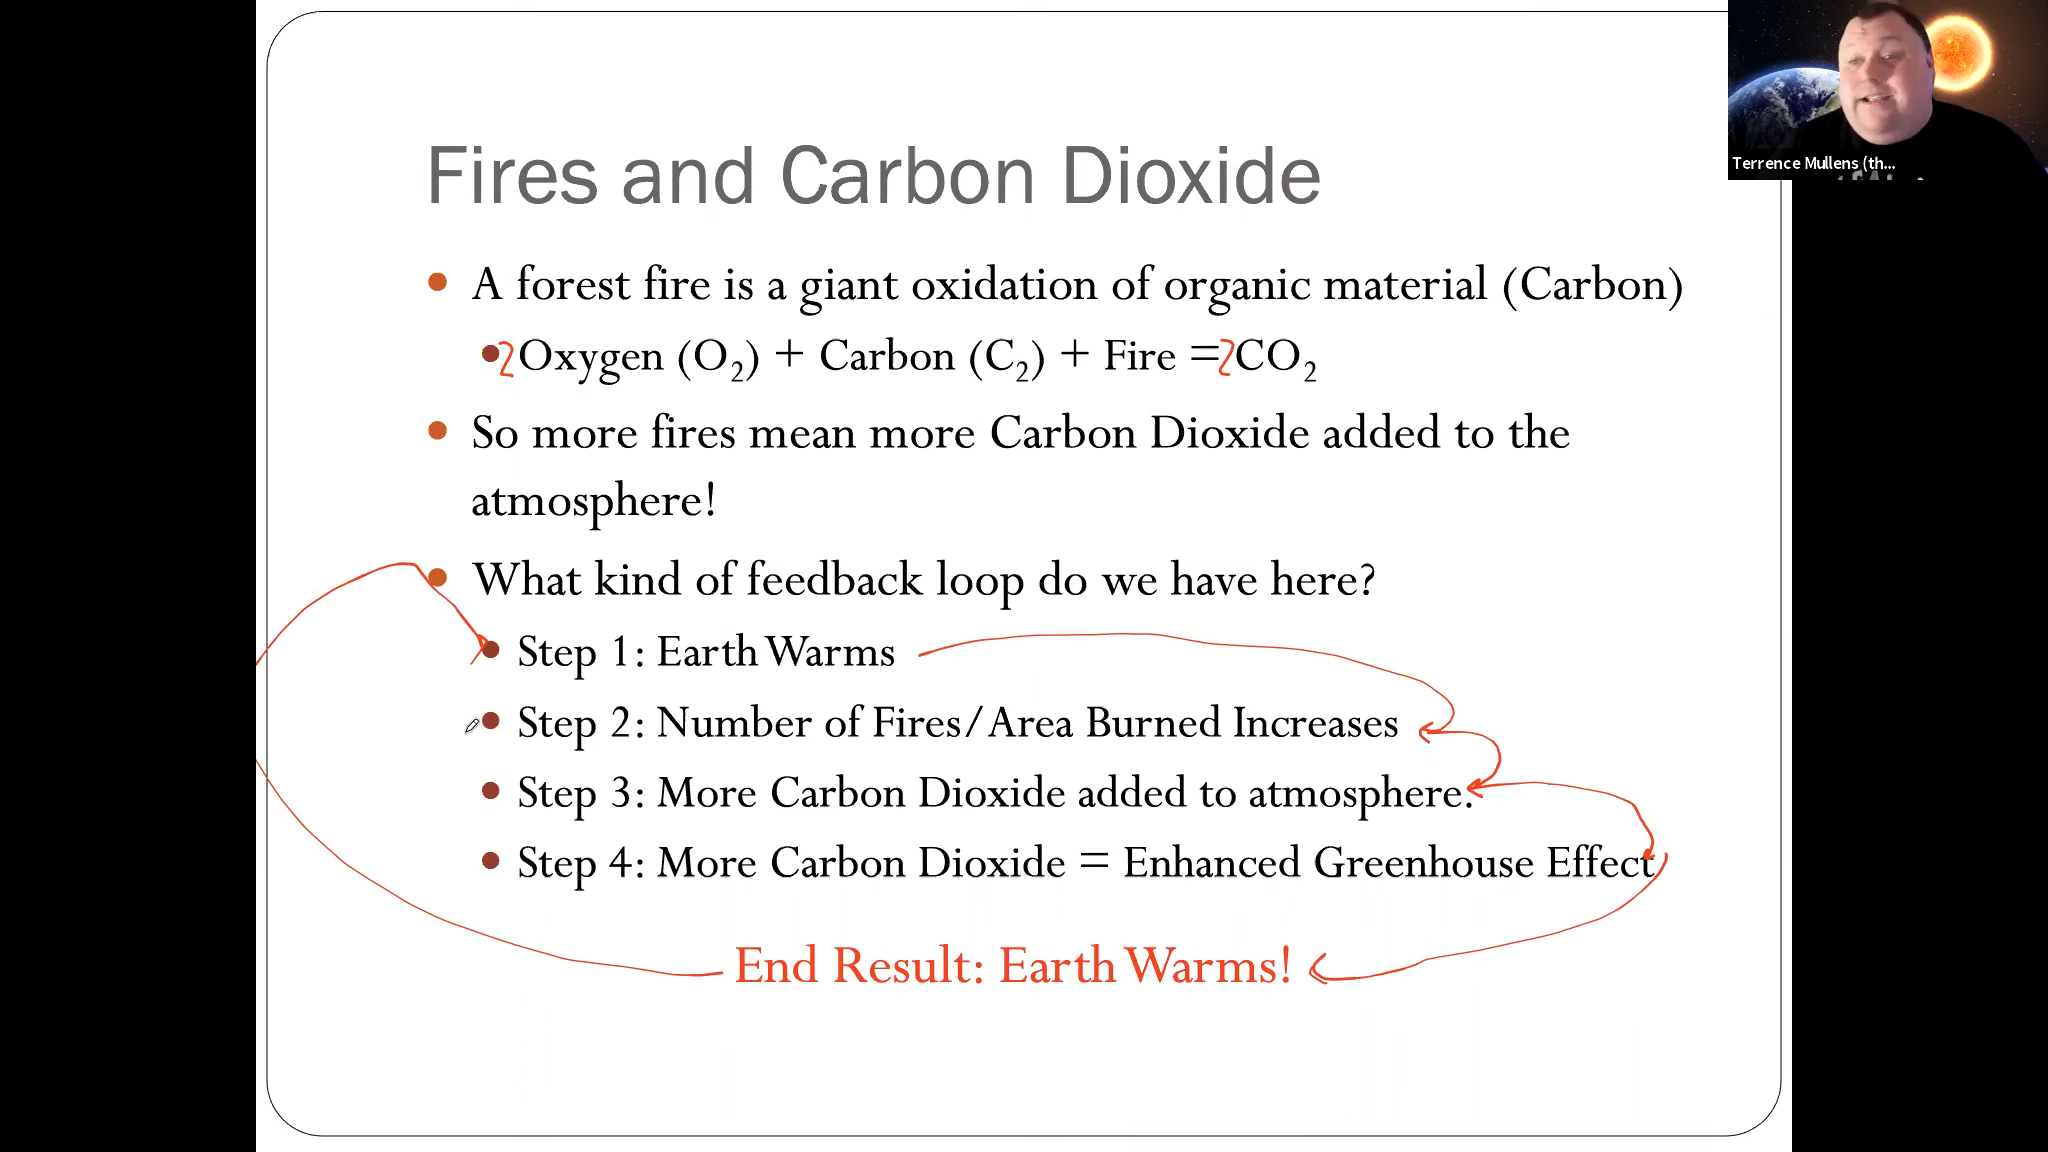 Fires and Carbon Dioxide
Terrence Mullens (th...
A forest fire is a giant oxidation of organic material (Carbon)
2 Oxygen (O₂) + Carbon (C₂) + Fire = 2 CO₂
So more fires mean more Carbon Dioxide added to the
atmosphere!
What kind of feedback loop do we have here?
Step 1: Earth Warms
Step 2: Number of Fires/Area Burned Increases
Step 3: More Carbon Dioxide added to atmosphere.
Step 4: More Carbon Dioxide = Enhanced Greenhouse Effect
End Result: Earth Warms!